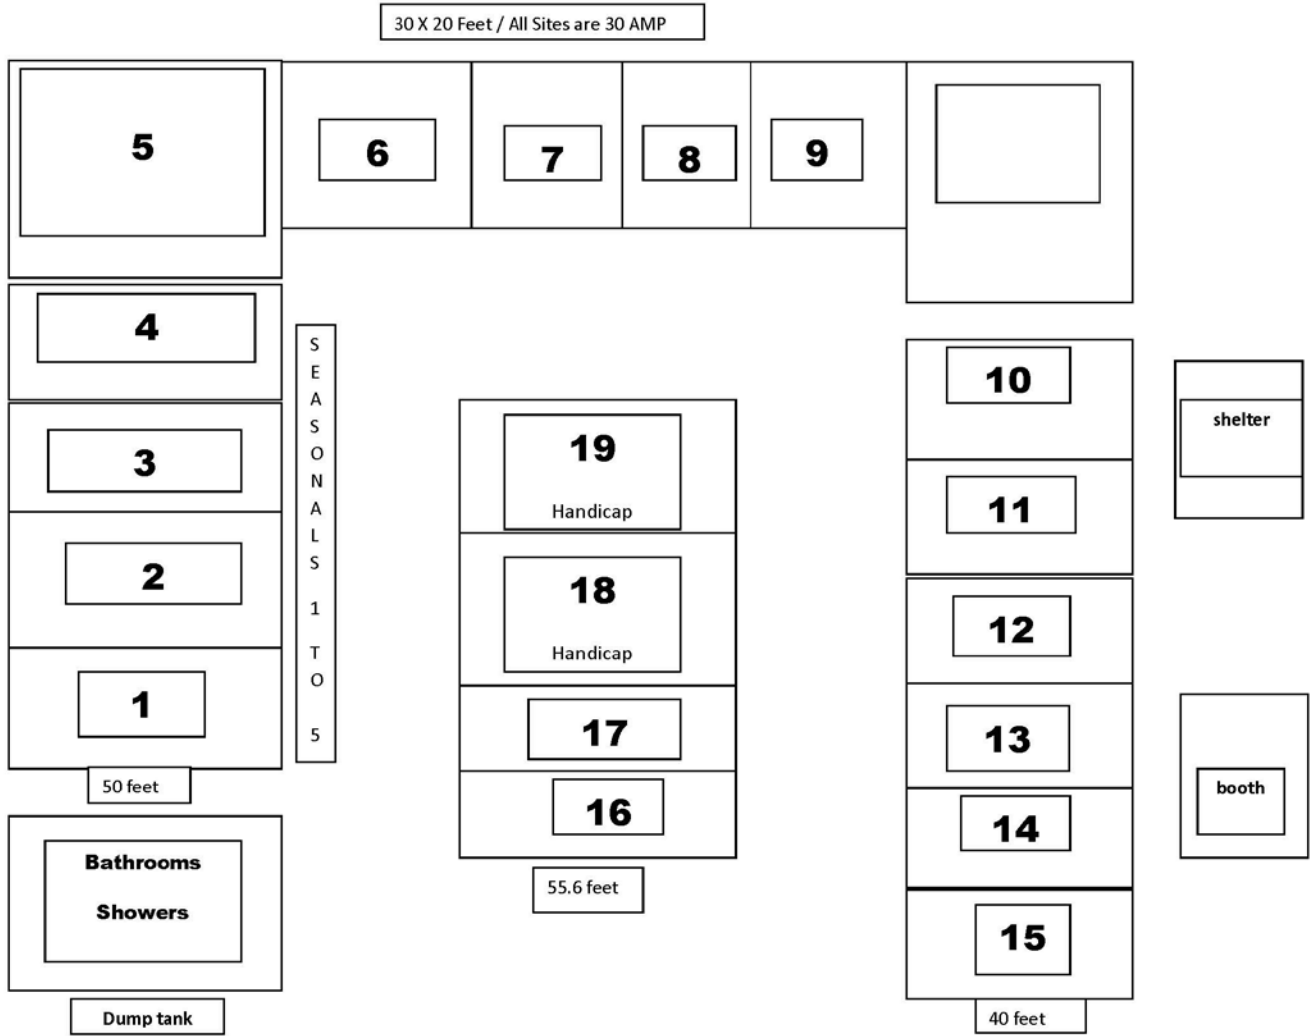 30 X 20 Feet / All Sites are 30 AMP
5
6
7
8
9
4
3
2
1
50 feet
SEASONALS 1 TO 5
19
Handicap
18
Handicap
17
16
55.6 feet
10
11
12
13
14
15
40 feet
shelter
booth
Bathrooms
Showers
Dump tank